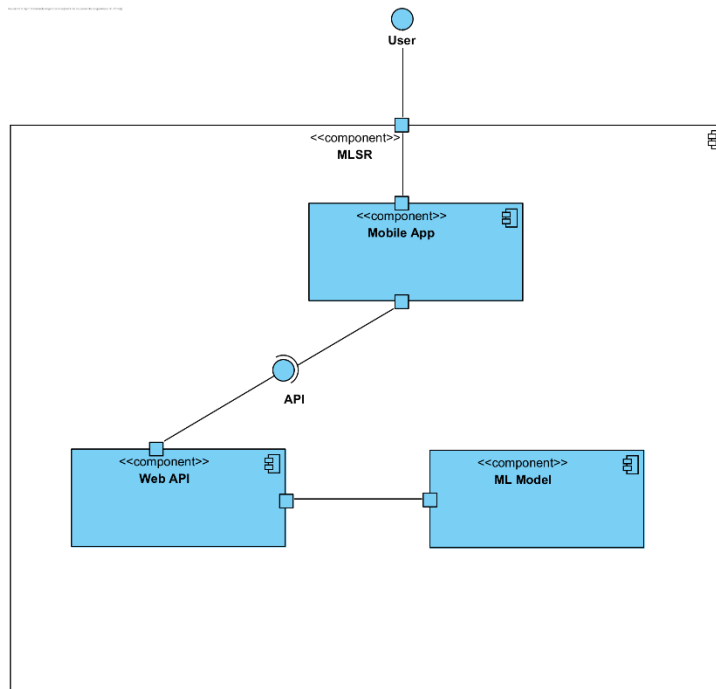 User
<<component>>
MLSR
<<component>>
Mobile App
API
<<component>>
Web API
<<component>>
ML Model